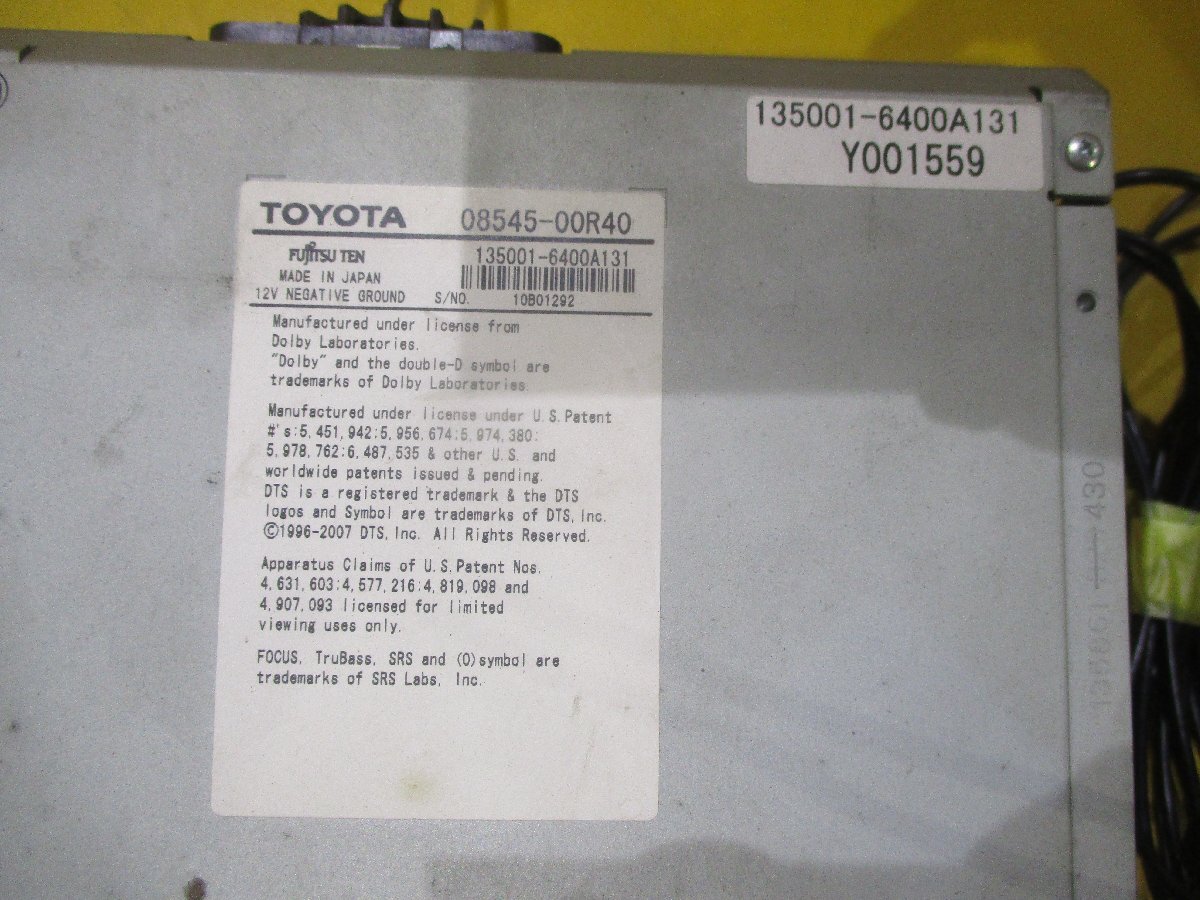 135001-6400A131
Y001559
TOYOTA 08545-00R40
FUJITSU TEN 135001-6400A131
MADE IN JAPAN
12V NEGATIVE GROUND S/NO. 10B01292
Manufactured under license from
Dolby Laboratories.
"Dolby" and the double-D symbol are
trademarks of Dolby Laboratories.
Manufactured under license under U.S.Patent
#'s:5,451,942:5,956,674:5,974,380:
5,978,762:6,487,535 & other U.S. and
worldwide patents issued & pending.
DTS is a registered trademark & the DTS
logos and Symbol are trademarks of DTS, Inc.
©1996-2007 DTS, Inc. All Rights Reserved.
Apparatus Claims of U.S.Patent Nos.
4,631,603:4,577,216:4,819,098 and
4,907,093 licensed for limited
viewing uses only.
FOCUS, TruBass, SRS and (O)symbol are
trademarks of SRS Labs, Inc.